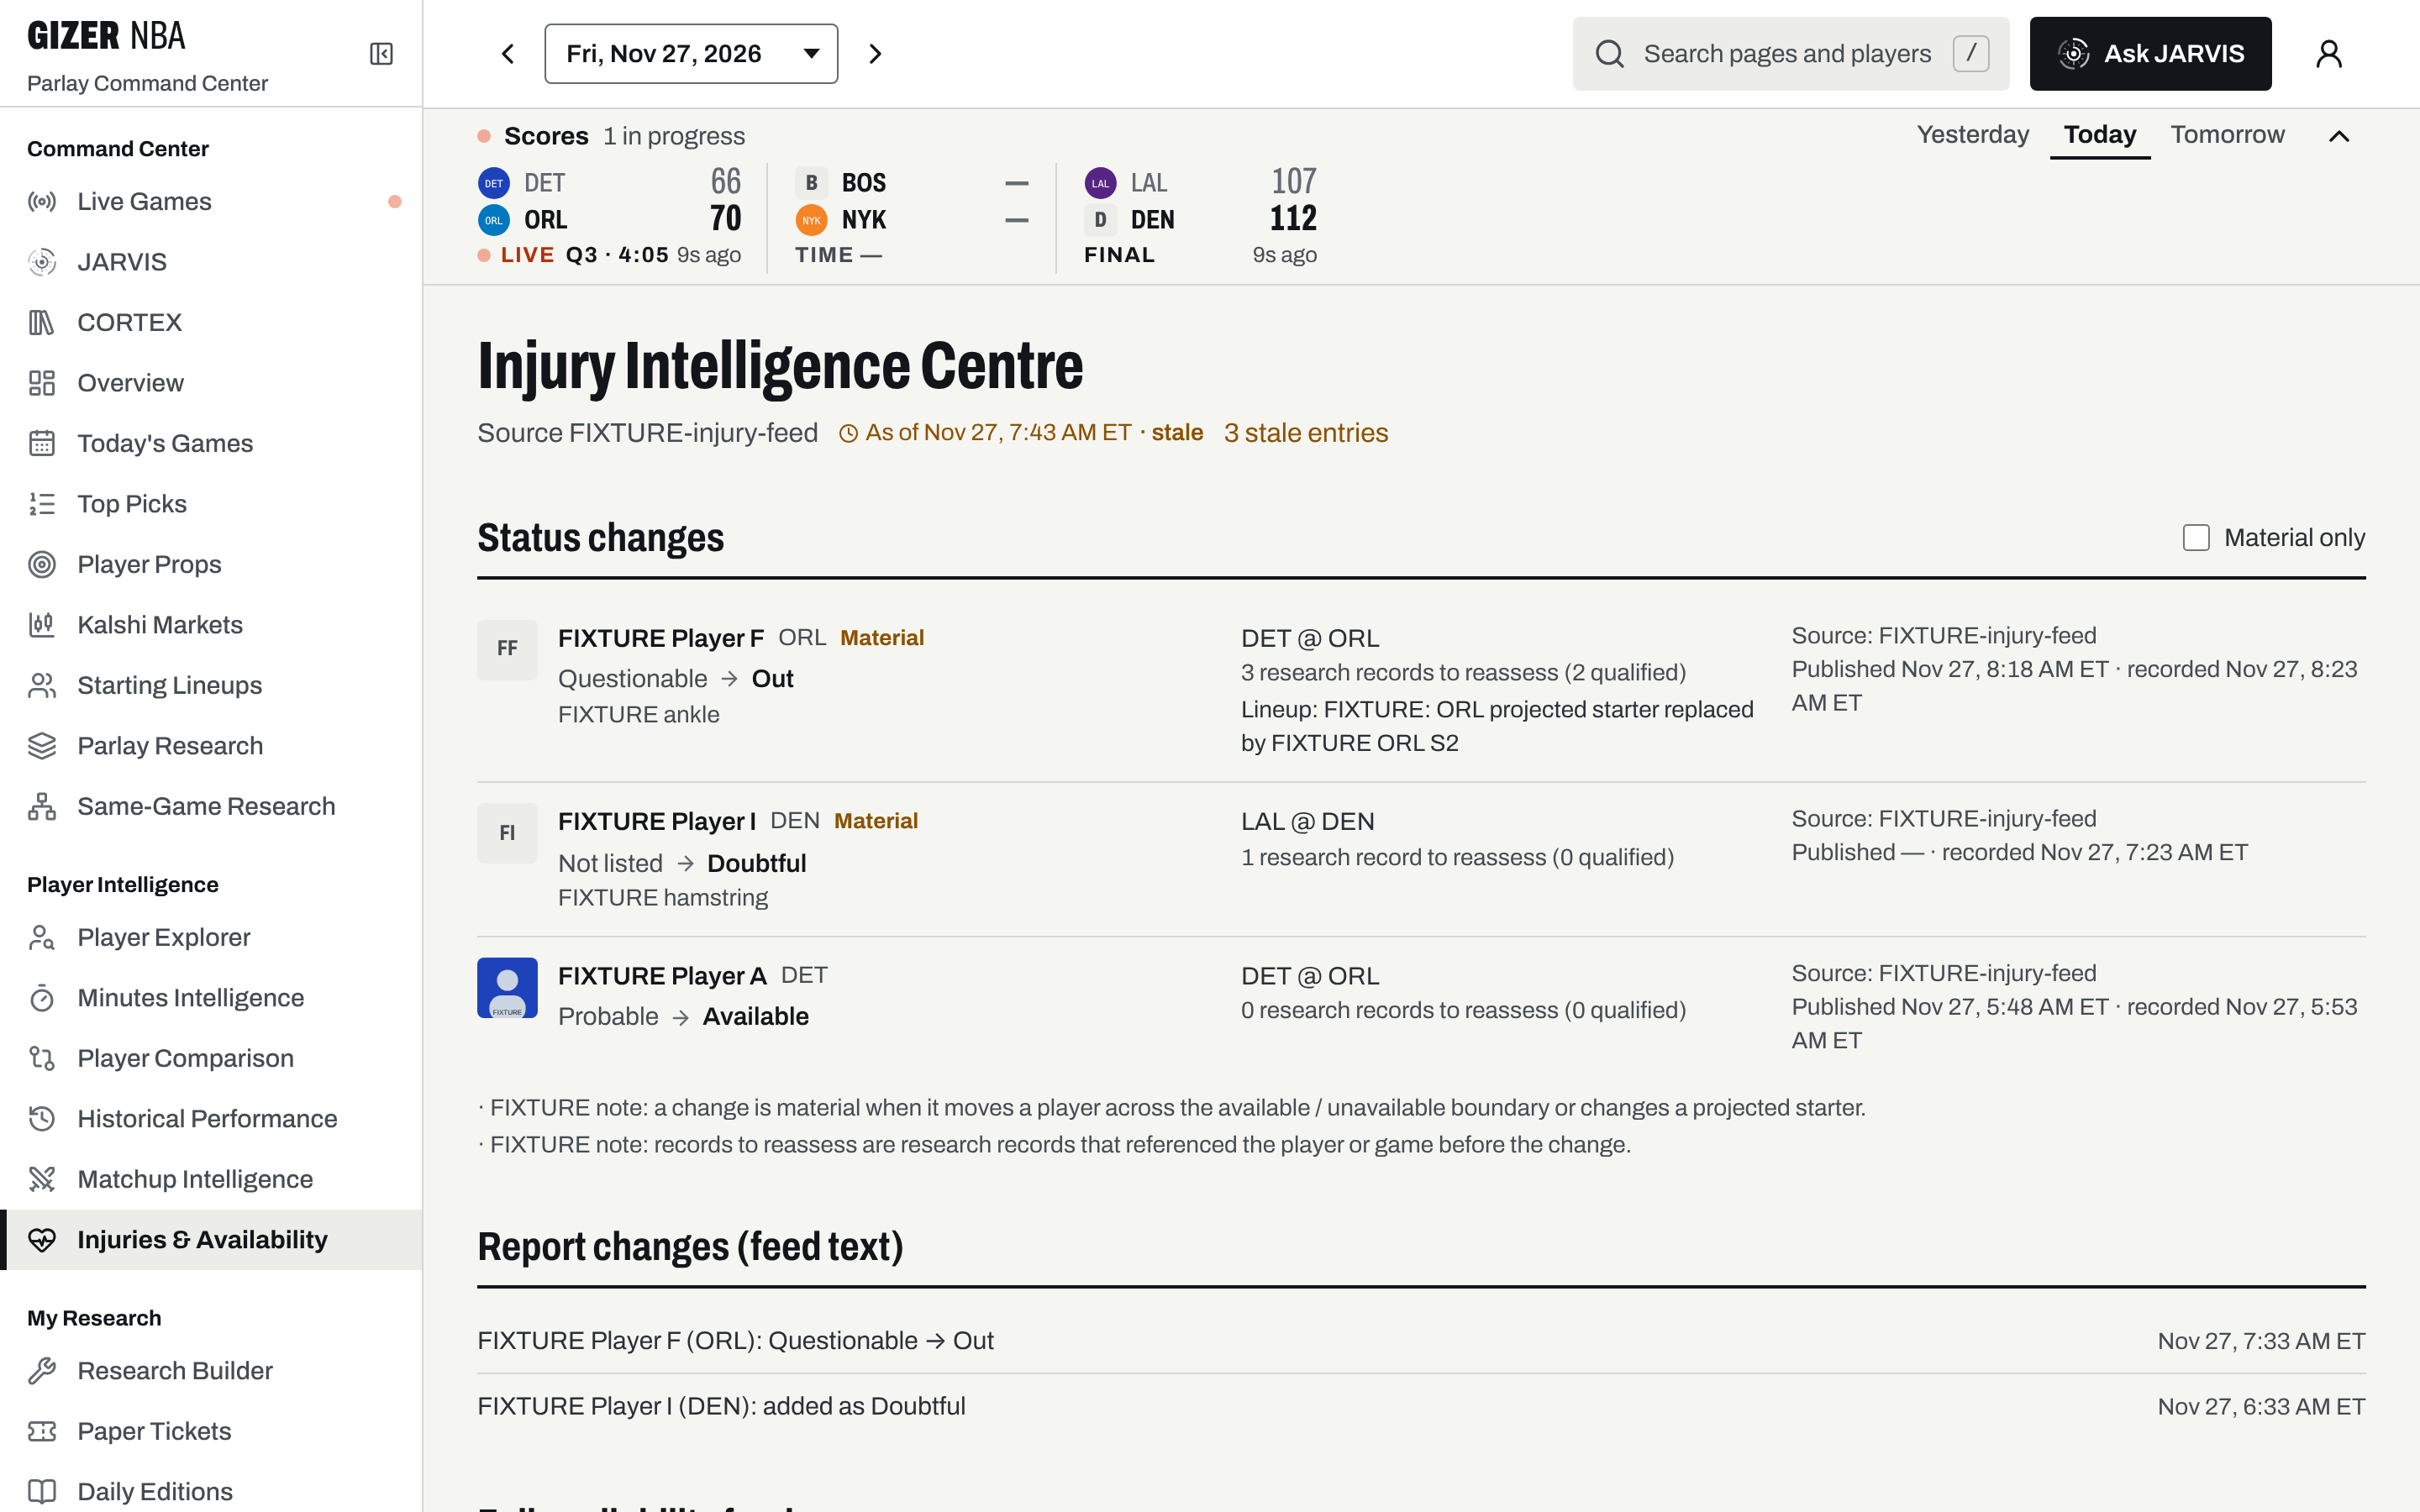 GIZER NBA
Parlay Command Center
Command Center
Live Games
JARVIS
CORTEX
Overview
Today's Games
Top Picks
Player Props
Kalshi Markets
Starting Lineups
Parlay Research
Same-Game Research
Player Intelligence
Player Explorer
Minutes Intelligence
Player Comparison
Historical Performance
Matchup Intelligence
Injuries & Availability
My Research
Research Builder
Paper Tickets
Daily Editions
Fri, Nov 27, 2026
Search pages and players /
Ask JARVIS
Scores 1 in progress
Yesterday Today Tomorrow
DET DET 66
ORL ORL 70
LIVE Q3 · 4:05 9s ago
B BOS —
NYK NYK —
TIME —
LAL LAL 107
D DEN 112
FINAL 9s ago
Injury Intelligence Centre
Source FIXTURE-injury-feed As of Nov 27, 7:43 AM ET · stale 3 stale entries
Status changes
Material only
FF
FIXTURE Player F ORL Material
Questionable → Out
FIXTURE ankle
DET @ ORL
3 research records to reassess (2 qualified)
Lineup: FIXTURE: ORL projected starter replaced
by FIXTURE ORL S2
Source: FIXTURE-injury-feed
Published Nov 27, 8:18 AM ET · recorded Nov 27, 8:23
AM ET
FI
FIXTURE Player I DEN Material
Not listed → Doubtful
FIXTURE hamstring
LAL @ DEN
1 research record to reassess (0 qualified)
Source: FIXTURE-injury-feed
Published — · recorded Nov 27, 7:23 AM ET
FIXTURE
FIXTURE Player A DET
Probable → Available
DET @ ORL
0 research records to reassess (0 qualified)
Source: FIXTURE-injury-feed
Published Nov 27, 5:48 AM ET · recorded Nov 27, 5:53
AM ET
· FIXTURE note: a change is material when it moves a player across the available / unavailable boundary or changes a projected starter.
· FIXTURE note: records to reassess are research records that referenced the player or game before the change.
Report changes (feed text)
FIXTURE Player F (ORL): Questionable → Out Nov 27, 7:33 AM ET
FIXTURE Player I (DEN): added as Doubtful Nov 27, 6:33 AM ET